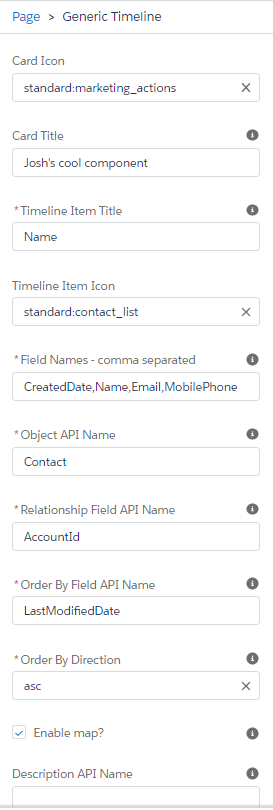 Page > Generic Timeline
Card Icon
standard:marketing_actions
Card Title
Josh's cool component
*Timeline Item Title
Name
Timeline Item Icon
standard:contact_list
*Field Names - comma separated
CreatedDate,Name,Email,MobilePhone
*Object API Name
Contact
*Relationship Field API Name
AccountId
*Order By Field API Name
LastModifiedDate
*Order By Direction
asc
Enable map?
Description API Name